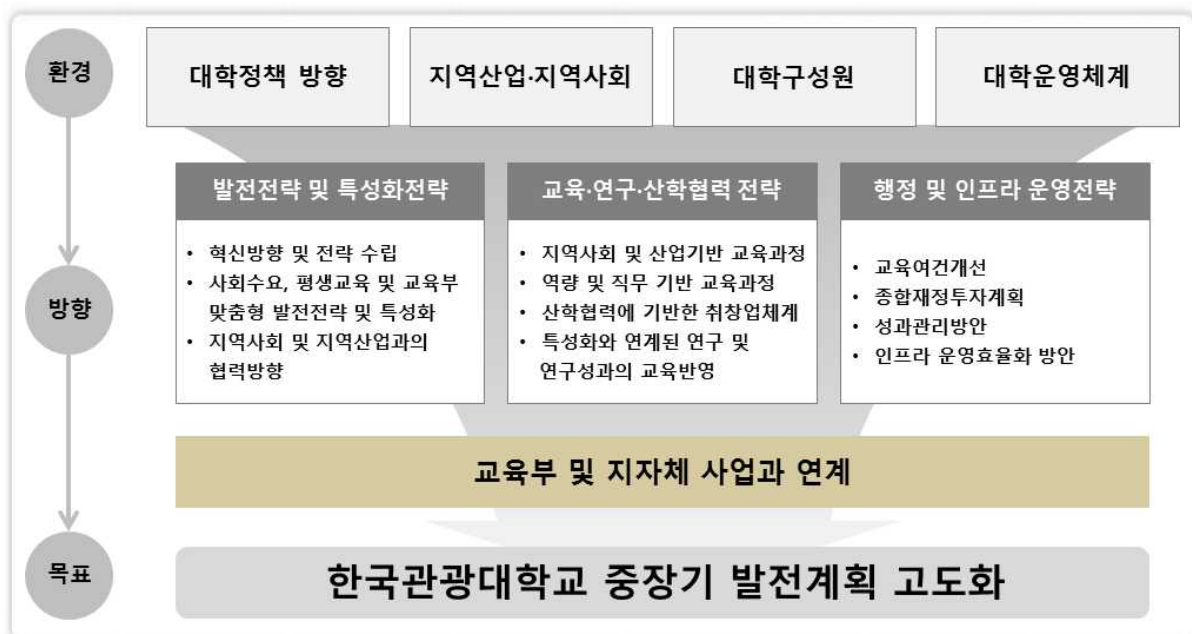 환경
대학정책 방향
지역산업·지역사회
대학구성원
대학운영체계
방향
발전전략 및 특성화전략
• 혁신방향 및 전략 수립
• 사회수요, 평생교육 및 교육부
맞춤형 발전전략 및 특성화
• 지역사회 및 지역산업과의
협력방향
교육·연구·산학협력 전략
• 지역사회 및 산업기반 교육과정
• 역량 및 직무 기반 교육과정
• 산학협력에 기반한 취창업체계
• 특성화와 연계된 연구 및
연구성과의 교육반영
행정 및 인프라 운영전략
• 교육여건개선
• 종합재정투자계획
• 성과관리방안
• 인프라 운영효율화 방안
교육부 및 지자체 사업과 연계
목표
한국관광대학교 중장기 발전계획 고도화